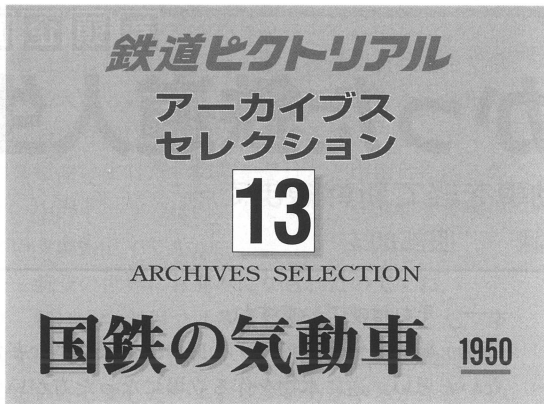 鉄道ピクトリアル
アーカイブス
セレクション
13
ARCHIVES SELECTION
国鉄の気動車 1950